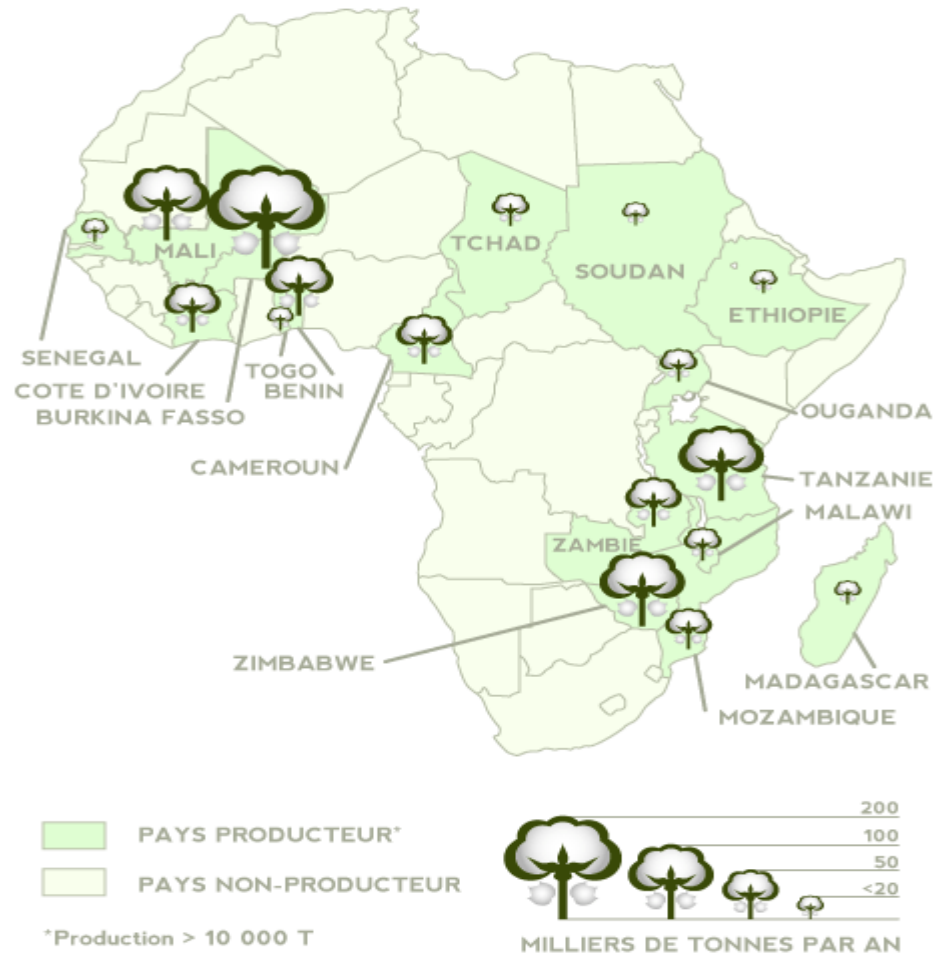 MALI
TCHAD
SOUDAN
ETHIOPIE
SENEGAL
COTE D'IVOIRE
BURKINA FASSO
TOGO
BENIN
CAMEROUN
OUGANDA
TANZANIE
MALAWI
ZAMBIE
ZIMBABWE
MADAGASCAR
MOZAMBIQUE
PAYS PRODUCTEUR*
PAYS NON-PRODUCTEUR
*Production > 10 000 T
200
100
50
<20
MILLIERS DE TONNES PAR AN